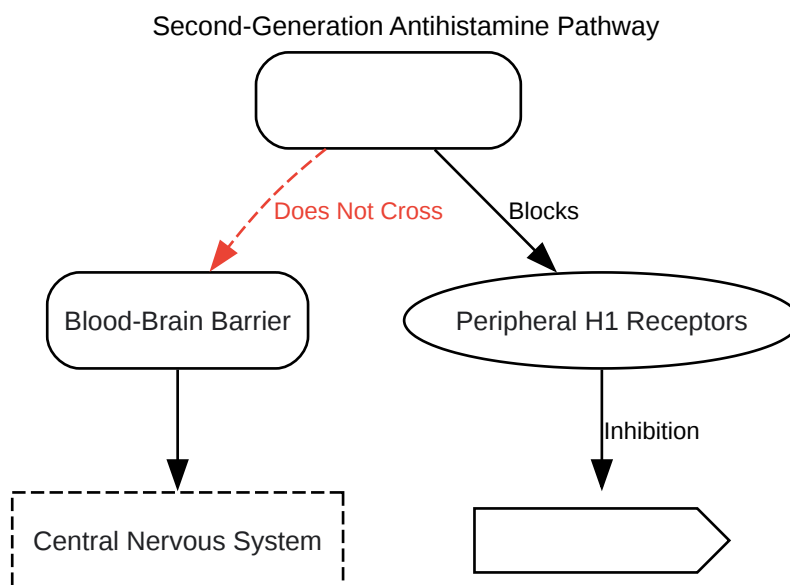 Second-Generation Antihistamine Pathway
Does Not Cross
Blocks
Blood-Brain Barrier
Peripheral H1 Receptors
Inhibition
Central Nervous System